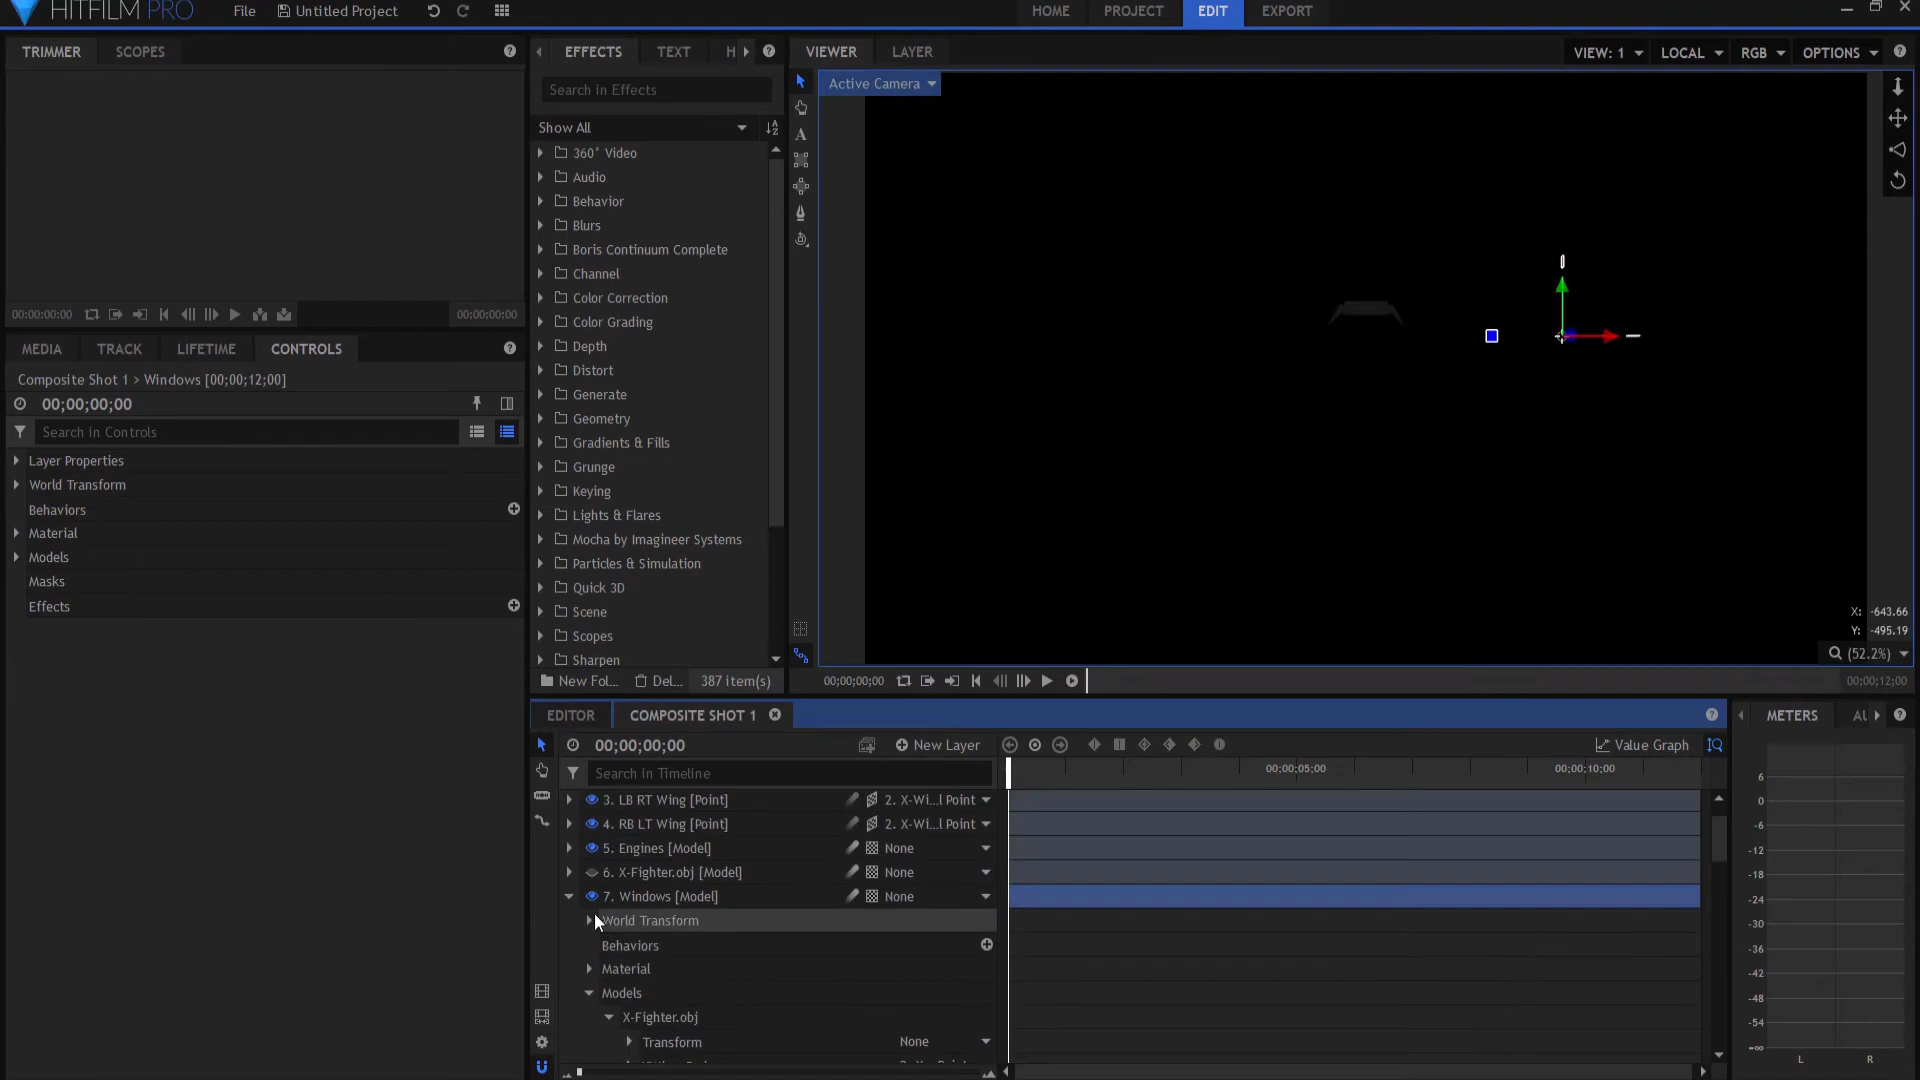 HITFILM PRO
File
Untitled Project
HOME
PROJECT
EDIT
EXPORT
TRIMMER
SCOPES
00:00:00:00
00:00:00:00
MEDIA
TRACK
LIFETIME
CONTROLS
Composite Shot 1 > Windows [00;00;12;00]
00;00;00;00
Search in Controls
Layer Properties
World Transform
Behaviors
Material
Models
Masks
Effects
EFFECTS
TEXT
H
Search in Effects
Show All
360° Video
Audio
Behavior
Blurs
Boris Continuum Complete
Channel
Color Correction
Color Grading
Depth
Distort
Generate
Geometry
Gradients & Fills
Grunge
Keying
Lights & Flares
Mocha by Imagineer Systems
Particles & Simulation
Quick 3D
Scene
Scopes
Sharpen
New Fol...
Del...
387 item(s)
VIEWER
LAYER
VIEW: 1
LOCAL
RGB
OPTIONS
Active Camera
X: -643.66
Y: -495.19
(52.2%)
00;00;00;00
00;00;12;00
EDITOR
COMPOSITE SHOT 1
00;00;00;00
New Layer
Value Graph
Search in Timeline
00;00;05;00
00;00;10;00
3. LB RT Wing [Point]
2. X-Wi...l Point
4. RB LT Wing [Point]
2. X-Wi...l Point
5. Engines [Model]
None
6. X-Fighter.obj [Model]
None
7. Windows [Model]
None
World Transform
Behaviors
Material
Models
X-Fighter.obj
Transform
None
METERS
AU
6
0
-6
-12
-18
-24
-30
-36
-42
-48
-54
-∞
L
R